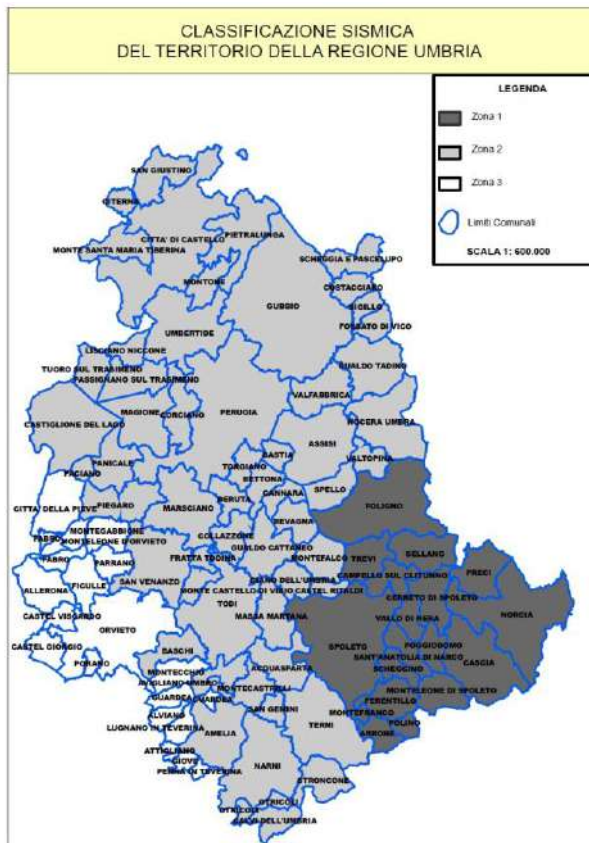 CLASSIFICAZIONE SISMICA
DEL TERRITORIO DELLA REGIONE UMBRIA
LEGENDA
Zona 1
Zona 2
Zona 3
Limiti Comunali
SCALA 1: 600.000
SAN GIUSTINO
CITERNA
CITTA' DI CASTELLO
PIETRALUNGA
MONTE SANTA MARIA TIBERINA
SCHEGGIA E PASCELUPO
MONTONE
COSTACCIARO
GUBBIO
SIGILLO
FOSSATO DI VICO
UMBERTIDE
LISCIANO NICCONE
GUALDO TADINO
TUORO SUL TRASIMENO
PASSIGNANO SUL TRASIMENO
VALFABBRICA
MAGIONE
CORCIANO
PERUGIA
NOCERA UMBRA
CASTIGLIONE DEL LAGO
ASSISI
BASTIA
VALTOPINA
PANICALE
TORGIANO
PACIANO
BETTONA
SPELLO
CANNARA
CITTA' DELLA PIEVE
PIEGARO
MARSCIANO
DERUTA
FOLIGNO
BEVAGNA
MONTEGABBIONE
COLLAZZONE
FABRO
MONTELEONE D'ORVIETO
GUALDO CATTANEO
FABRO
FRATTA TODINA
MONTEFALCO
TREVI
SELLANO
PARRANO
PRECI
ALLERONA
FICULLE
SAN VENANZO
GIANO DELL'UMBRIA
CAMPELLO SUL CLITUNNO
MONTE CASTELLO DI VIBIO
CASTEL RITALDI
CERRETO DI SPOLETO
NORCIA
CASTEL VISCARDO
TODI
MASSA MARTANA
VALLO DI NERA
ORVIETO
SPOLETO
POGGIODOMO
CASTEL GIORGIO
BASCHI
SANT'ANATOLIA DI NARCO
CASCIA
PORANO
MONTECCHIO
ACQUASPARTA
SCHEGGINO
AVIGLIANO UMBRO
MONTECASTRILLI
MONTELEONE DI SPOLETO
GUARDEA
GUARDEA
FERENTILLO
ALVIANO
SAN GEMINI
MONTEFRANCO
LUGNANO IN TEVERINA
AMELIA
TERNI
POLINO
ARRONE
ATTIGLIANO
GIOVE
NARNI
PENNA IN TEVERINA
STRONCONE
OTRICOLI
OTRICOLI
CALVI DELL'UMBRIA